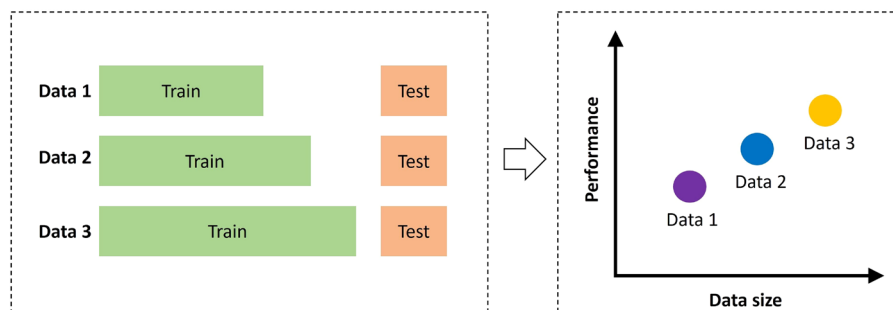 Data 1
Train
Test
Data 2
Train
Test
Data 3
Train
Test
Performance
Data 1
Data 2
Data 3
Data size